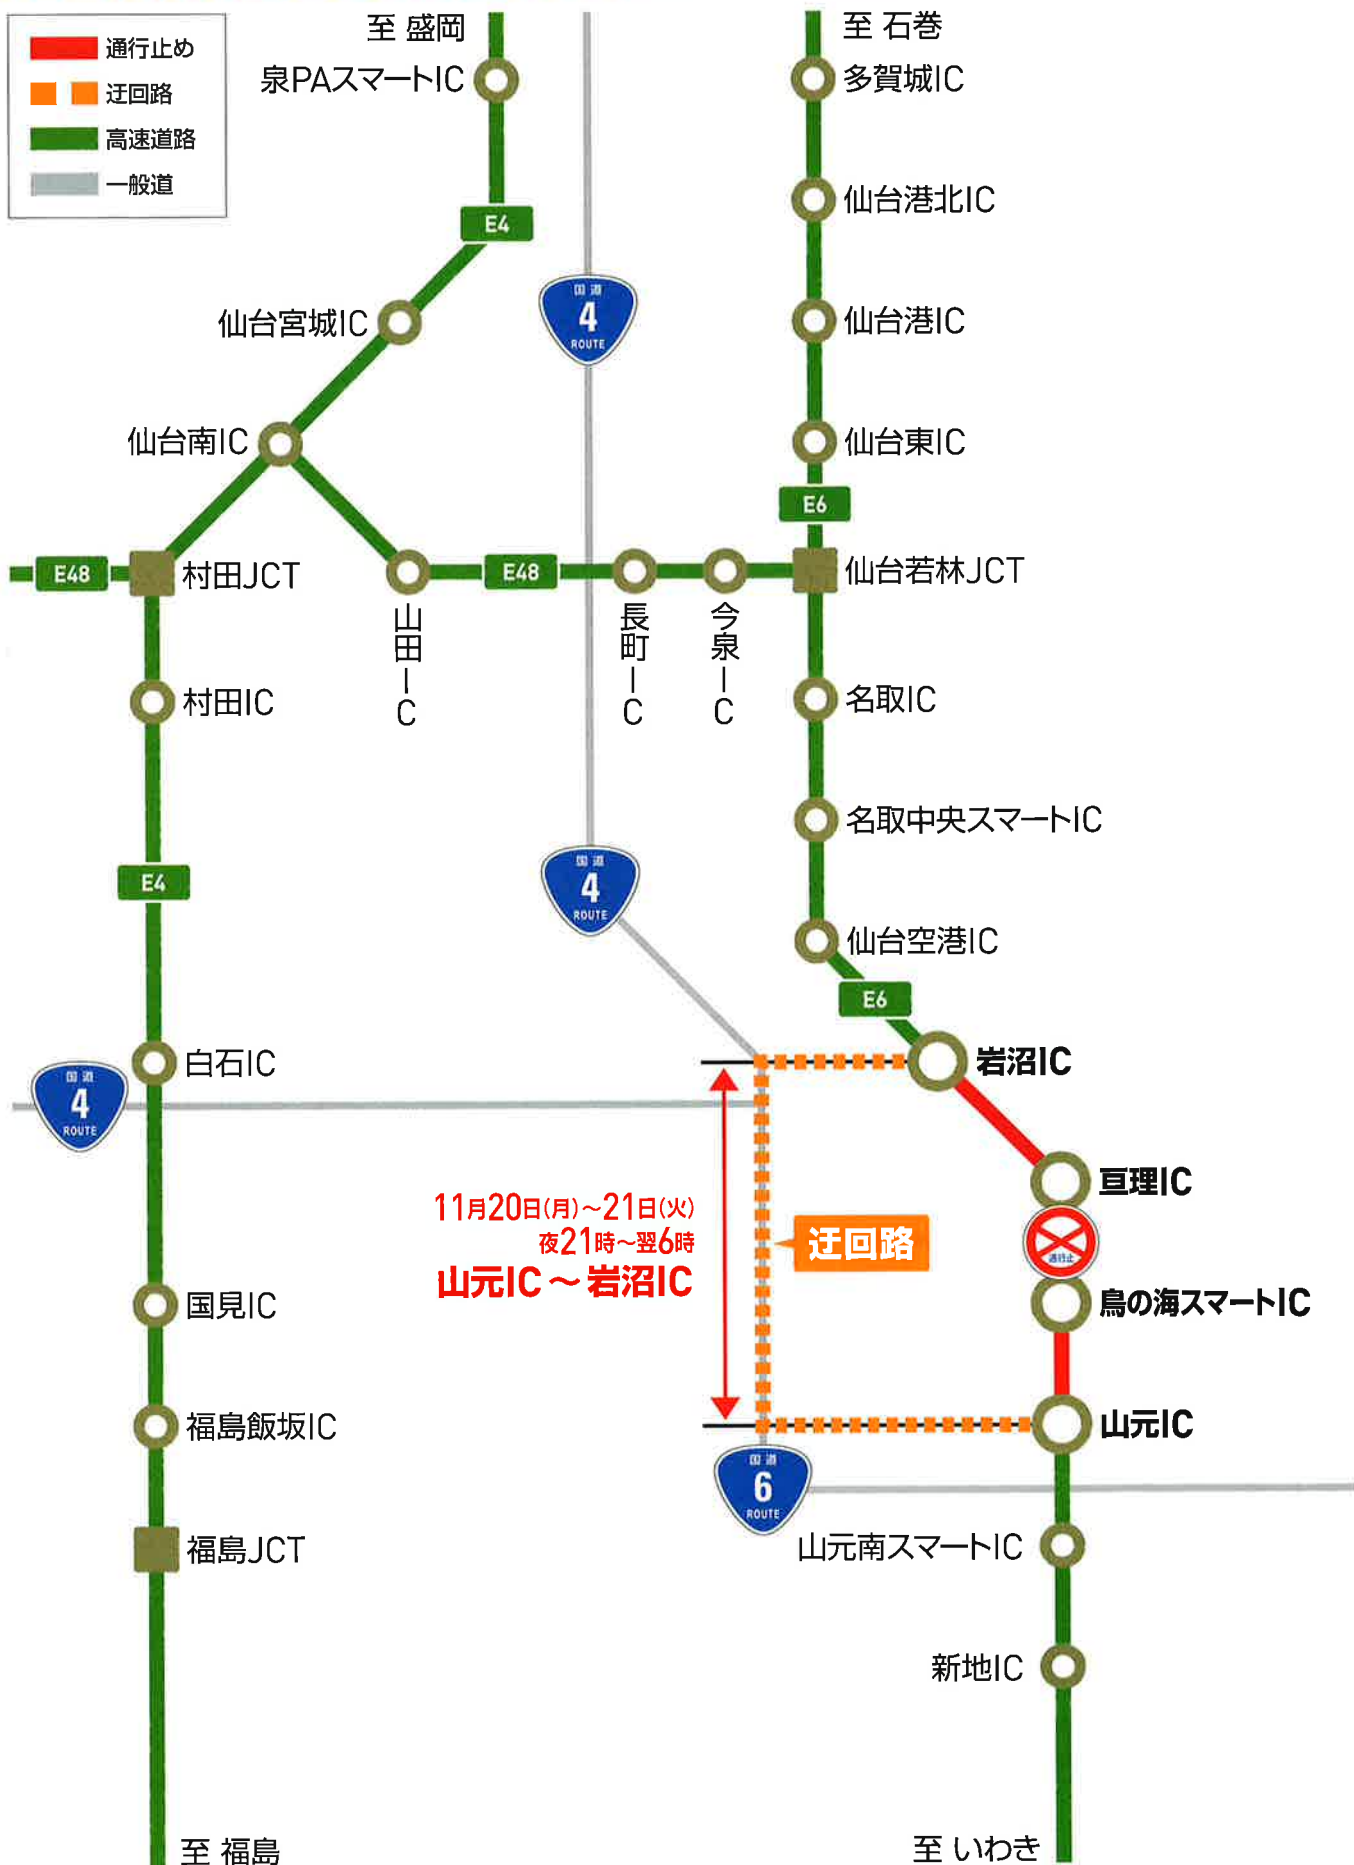 通行止め
迂回路
高速道路
一般道
至 盛岡
泉PAスマートIC
至 石巻
多賀城IC
仙台港北IC
E4
国道
4
ROUTE
仙台宮城IC
仙台港IC
仙台南IC
仙台東IC
E6
E48
村田JCT
E48
仙台若林JCT
山田IC
長町IC
今泉IC
村田IC
名取IC
名取中央スマートIC
E4
国道
4
ROUTE
仙台空港IC
E6
白石IC
岩沼IC
国道
4
ROUTE
亘理IC
11月20日(月)～21日(火)
夜21時～翌6時
山元IC～岩沼IC
迂回路
通行止
国見IC
鳥の海スマートIC
福島飯坂IC
山元IC
国道
6
ROUTE
福島JCT
山元南スマートIC
新地IC
至 福島
至 いわき